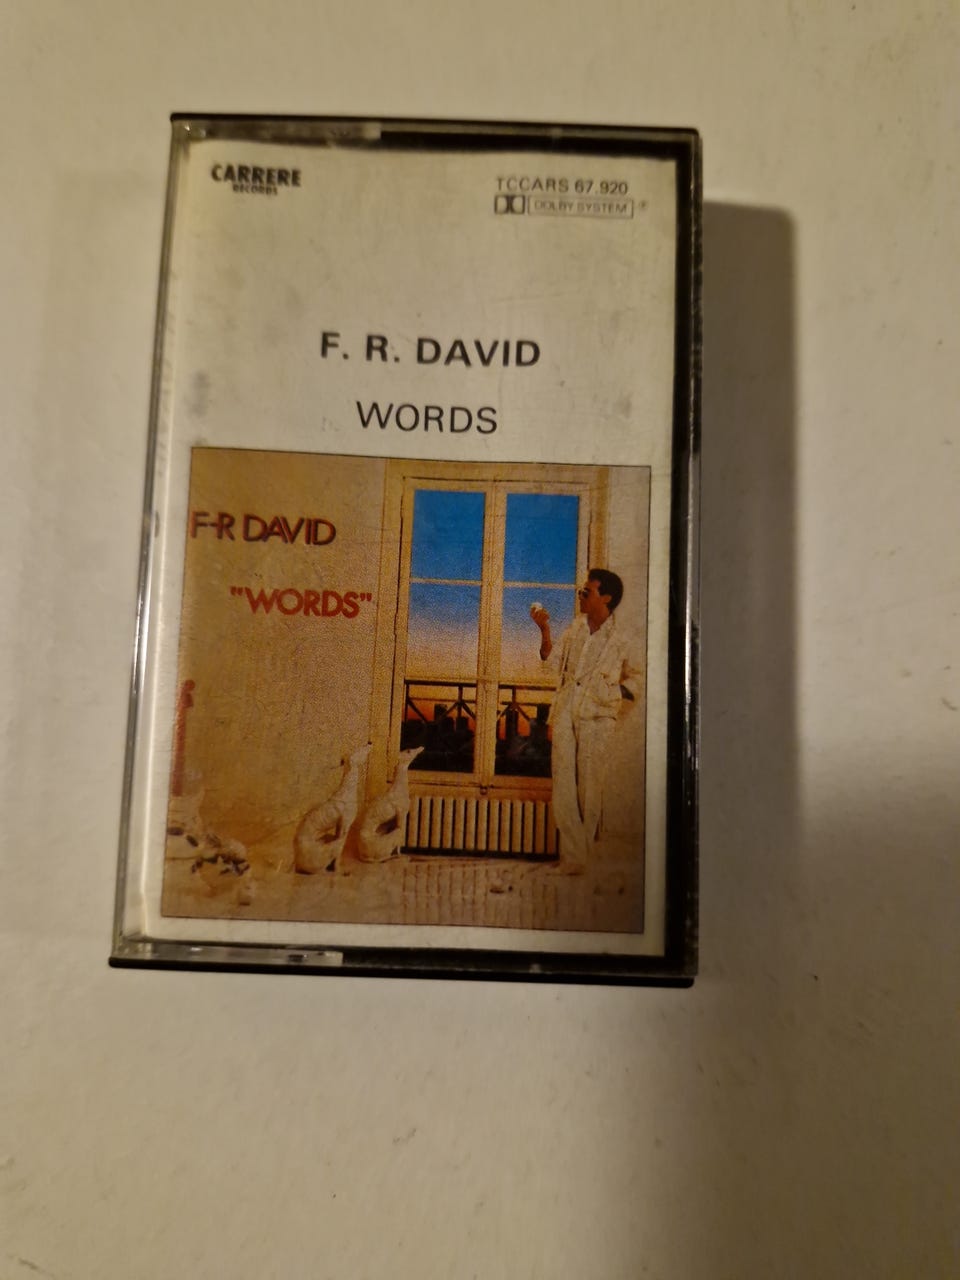 CARRERE
RECORDS
TCCARS 67.920
DOLBY SYSTEM ®
F. R. DAVID
WORDS
F-R DAVID
"WORDS"